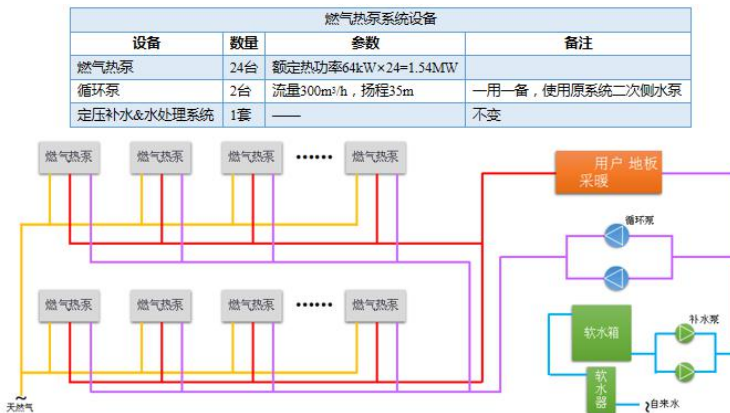 燃气热泵系统设备
设备 数量 参数 备注
燃气热泵 24台 额定热功率64kW×24=1.54MW
循环泵 2台 流量300m³/h，扬程35m 一用一备，使用原系统二次侧水泵
定压补水&水处理系统 1套 —— 不变
燃气热泵 燃气热泵 燃气热泵 •••••• 燃气热泵
用户 地板
采暖
循环泵
燃气热泵 燃气热泵 燃气热泵 •••••• 燃气热泵
补水泵
软水箱
软水器
~自来水
~
天然气